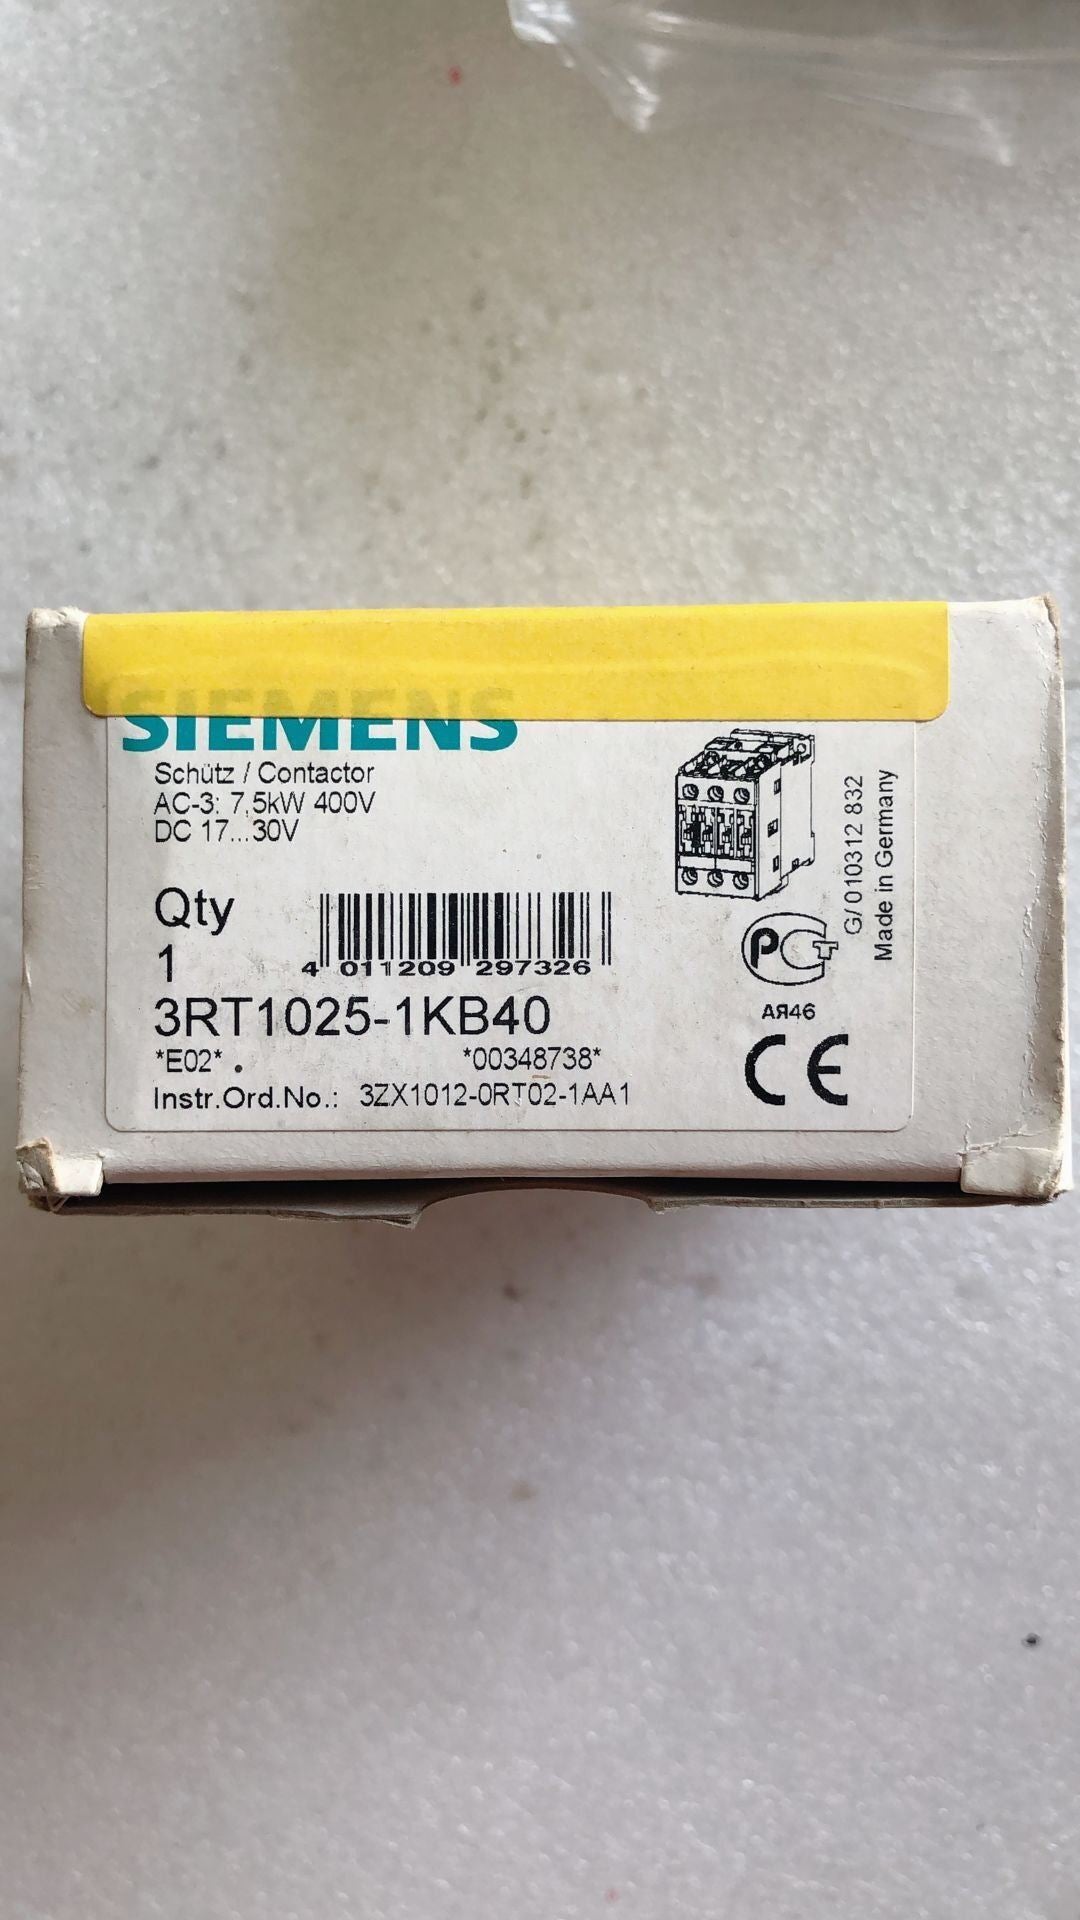 SIEMENS
Schütz / Contactor
AC-3: 7,5kW 400V
DC 17...30V
Qty
1
4 011209 297326
3RT1025-1KB40
*E02* .
*00348738*
Instr.Ord.No.: 3ZX1012-0RT02-1AA1
G/010312 832
Made in Germany
РСТ
АЯ46
CE